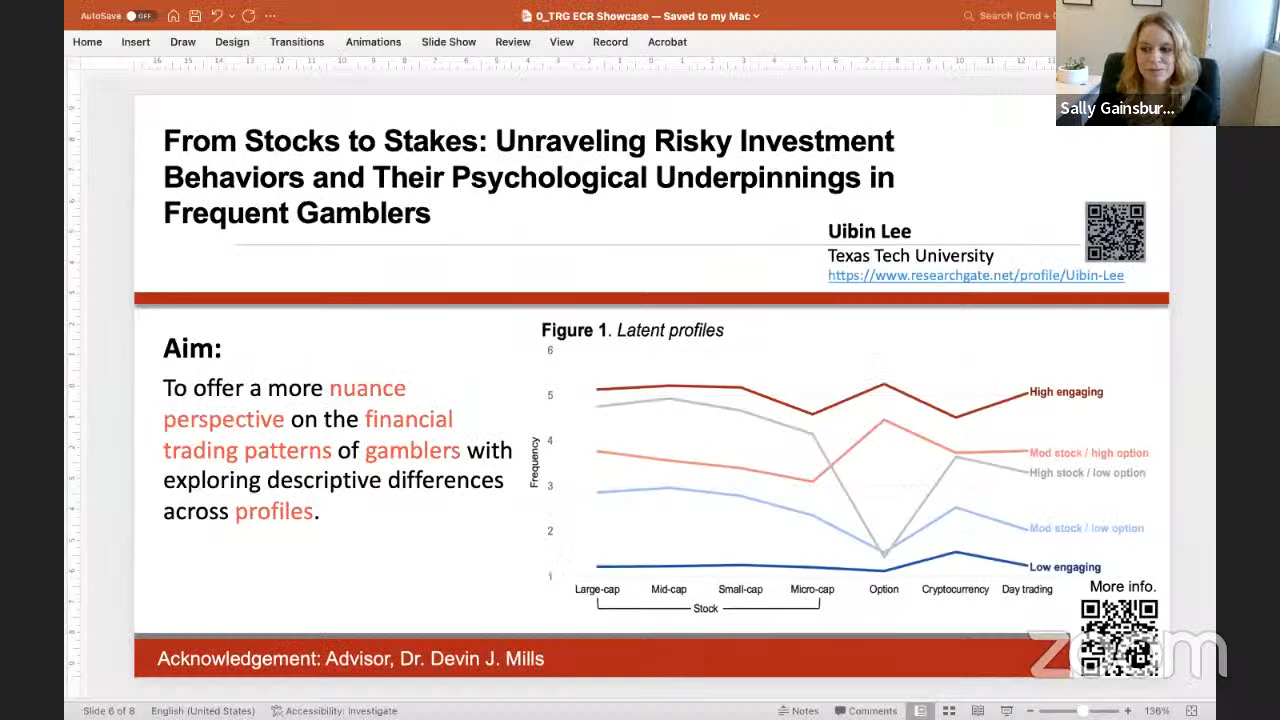 AutoSave OFF
0_TRG ECR Showcase — Saved to my Mac
Search (Cmd +
Home Insert Draw Design Transitions Animations Slide Show Review View Record Acrobat
Sally Gainsbur...
From Stocks to Stakes: Unraveling Risky Investment
Behaviors and Their Psychological Underpinnings in
Frequent Gamblers
Uibin Lee
Texas Tech University
https://www.researchgate.net/profile/Uibin-Lee
Aim:
To offer a more nuance
perspective on the financial
trading patterns of gamblers with
exploring descriptive differences
across profiles.
Figure 1. Latent profiles
6
5
4
3
2
1
Frequency
High engaging
Mod stock / high option
High stock / low option
Mod stock / low option
Low engaging
Large-cap Mid-cap Small-cap Micro-cap Option Cryptocurrency Day trading
Stock
More info.
Acknowledgement: Advisor, Dr. Devin J. Mills
zoom
Slide 6 of 8 English (United States) Accessibility: Investigate Notes Comments 136%